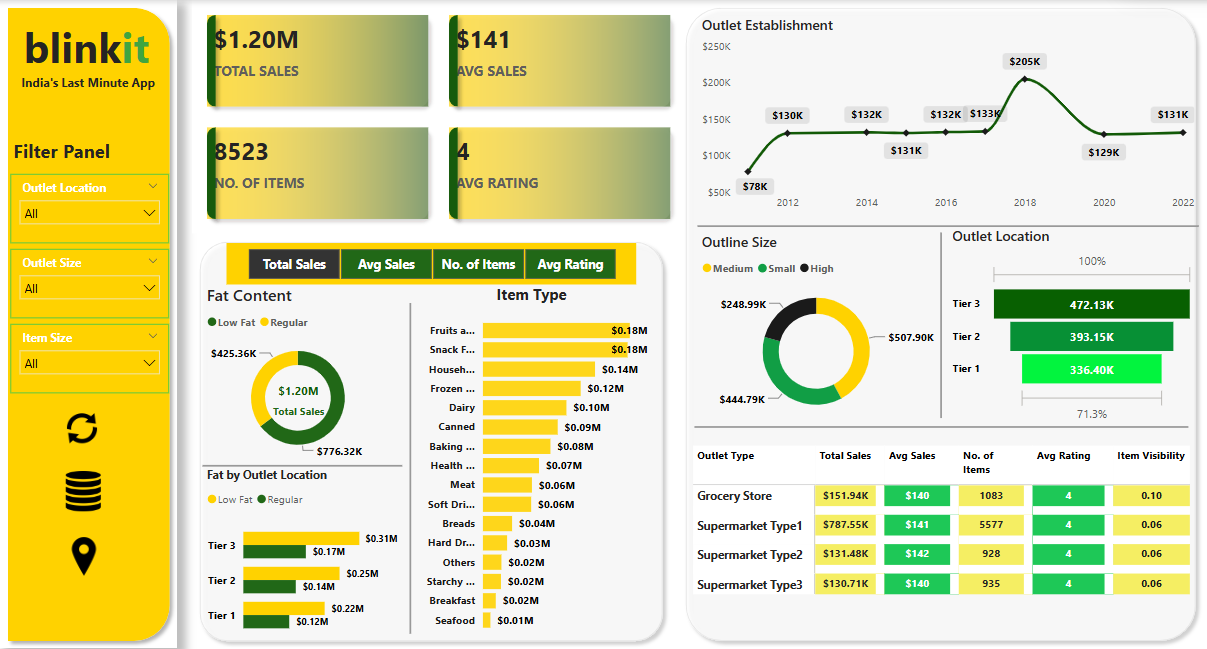 blinkit
India's Last Minute App
Filter Panel
Outlet Location
All
Outlet Size
All
Item Size
All
$1.20M
TOTAL SALES
$141
AVG SALES
8523
NO. OF ITEMS
4
AVG RATING
Total Sales Avg Sales No. of Items Avg Rating
Fat Content
Low Fat Regular
$425.36K
$1.20M
Total Sales
$776.32K
Fat by Outlet Location
Low Fat Regular
Tier 3 $0.31M
$0.17M
Tier 2 $0.25M
$0.14M
Tier 1 $0.22M
$0.12M
Item Type
Fruits a... $0.18M
Snack F... $0.18M
Househ... $0.14M
Frozen ... $0.12M
Dairy $0.10M
Canned $0.09M
Baking ... $0.08M
Health ... $0.07M
Meat $0.06M
Soft Dri... $0.06M
Breads $0.04M
Hard Dr... $0.03M
Others $0.02M
Starchy ... $0.02M
Breakfast $0.02M
Seafood $0.01M
Outlet Establishment
$250K
$200K
$150K
$100K
$50K
$78K $130K $132K $131K $132K $133K $205K $129K $131K
2012 2014 2016 2018 2020 2022
Outline Size
Medium Small High
$248.99K
$507.90K
$444.79K
Outlet Location
100%
Tier 3 472.13K
Tier 2 393.15K
Tier 1 336.40K
71.3%
Outlet Type Total Sales Avg Sales No. of Items Avg Rating Item Visibility
Grocery Store $151.94K $140 1083 4 0.10
Supermarket Type1 $787.55K $141 5577 4 0.06
Supermarket Type2 $131.48K $142 928 4 0.06
Supermarket Type3 $130.71K $140 935 4 0.06